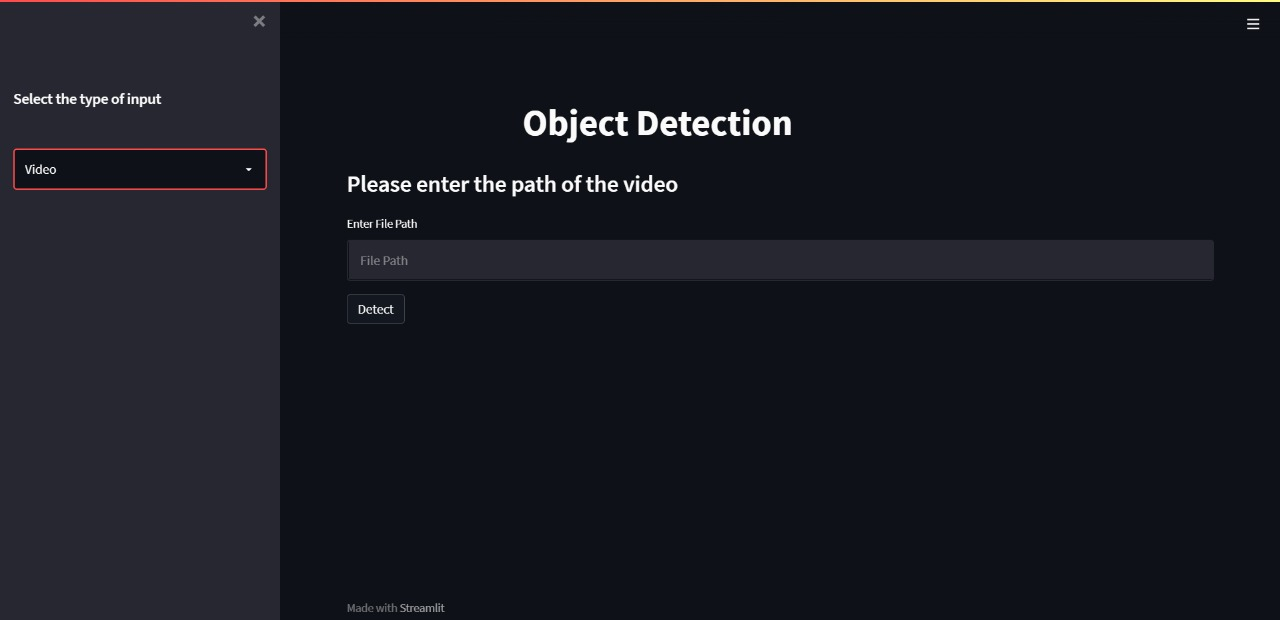 Select the type of input
Video
Object Detection
Please enter the path of the video
Enter File Path
File Path
Detect
Made with Streamlit